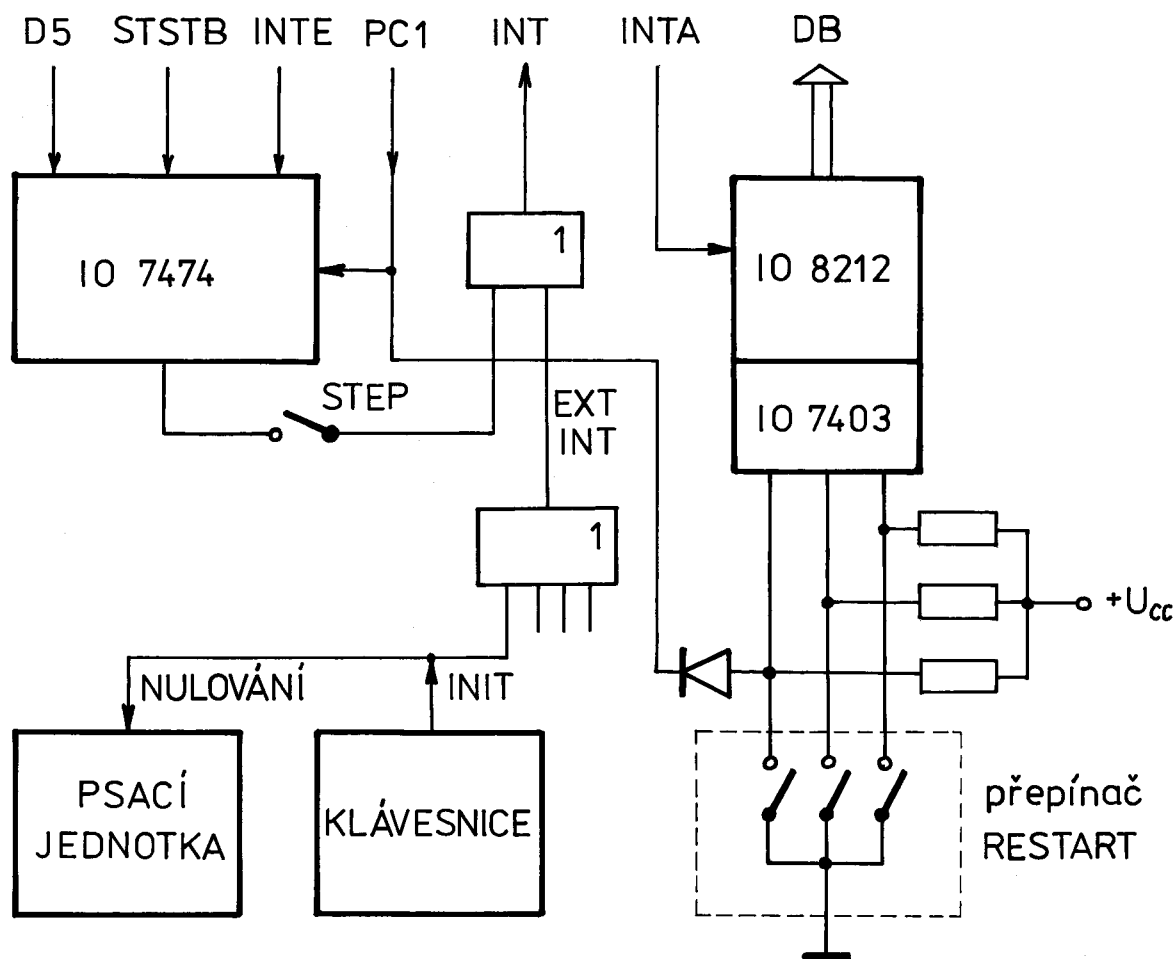 D5 STSTB INTE PC1 INT INTA DB
IO 7474
1
IO 8212
STEP
EXT
INT
IO 7403
1
+Ucc
NULOVÁNÍ
INIT
PSACÍ
JEDNOTKA
KLÁVESNICE
přepínač
RESTART